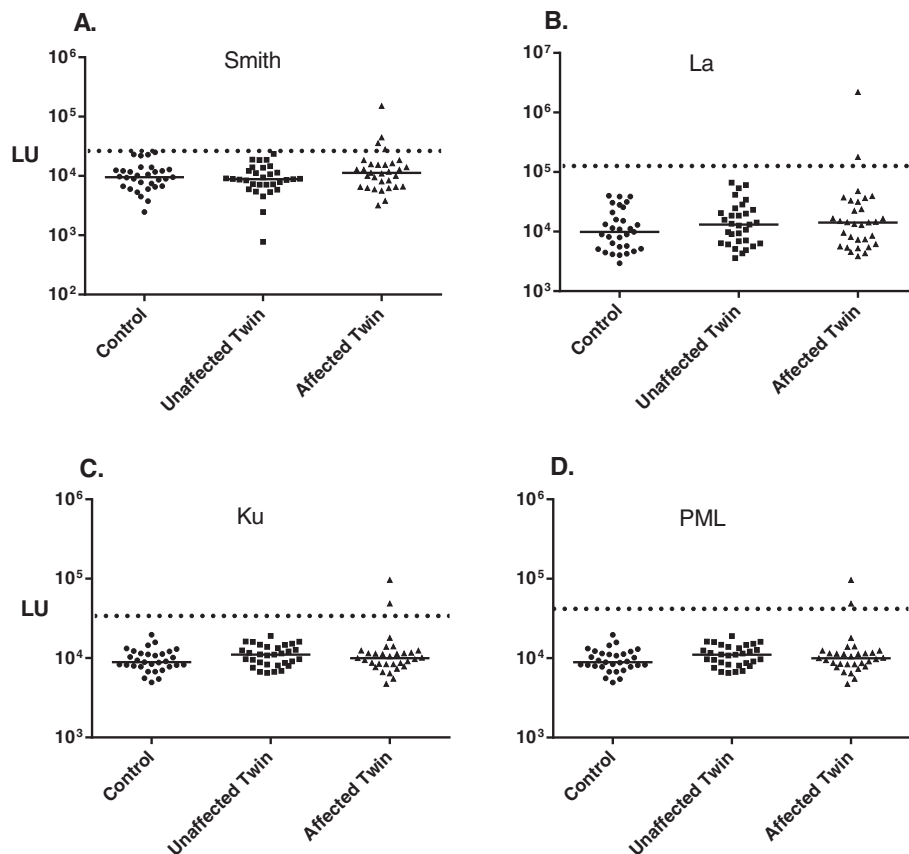 A.
Smith
10⁶
10⁵
LU
10⁴
10³
10²
Control
Unaffected Twin
Affected Twin
B.
La
10⁷
10⁶
10⁵
10⁴
10³
Control
Unaffected Twin
Affected Twin
C.
Ku
10⁶
10⁵
LU
10⁴
10³
Control
Unaffected Twin
Affected Twin
D.
PML
10⁶
10⁵
10⁴
10³
Control
Unaffected Twin
Affected Twin